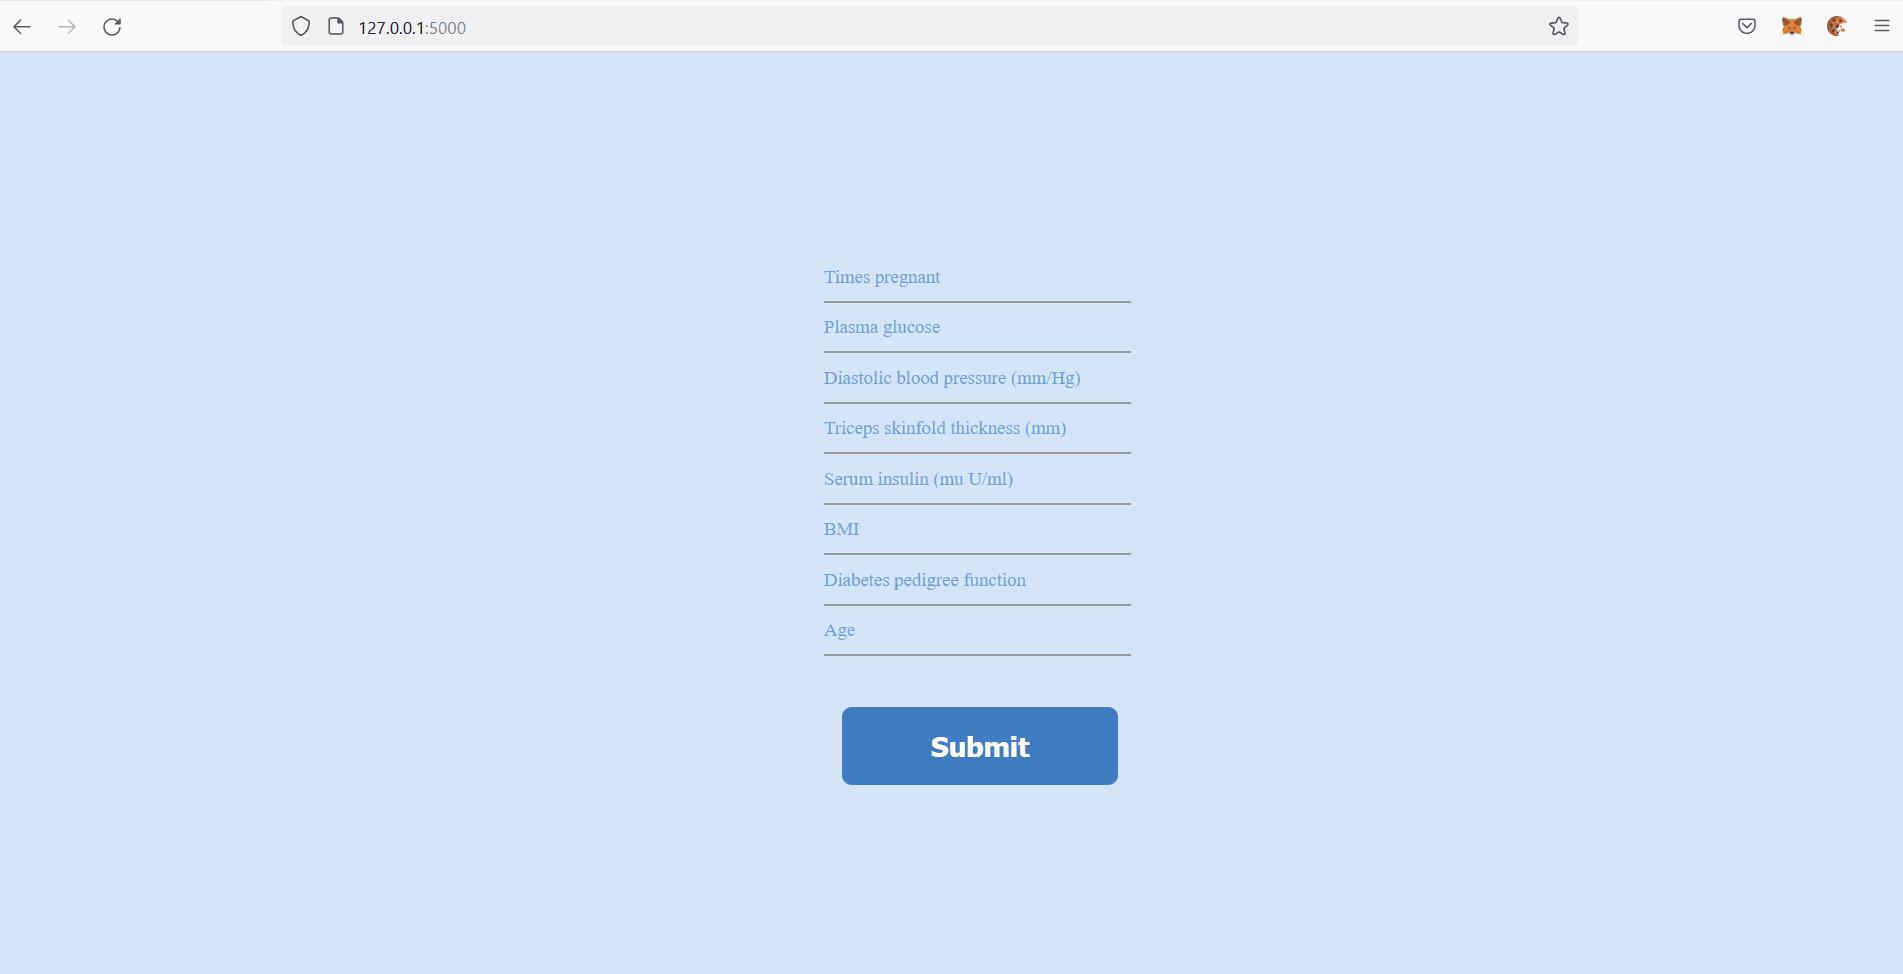 127.0.0.1:5000
Times pregnant
Plasma glucose
Diastolic blood pressure (mm/Hg)
Triceps skinfold thickness (mm)
Serum insulin (mu U/ml)
BMI
Diabetes pedigree function
Age
Submit